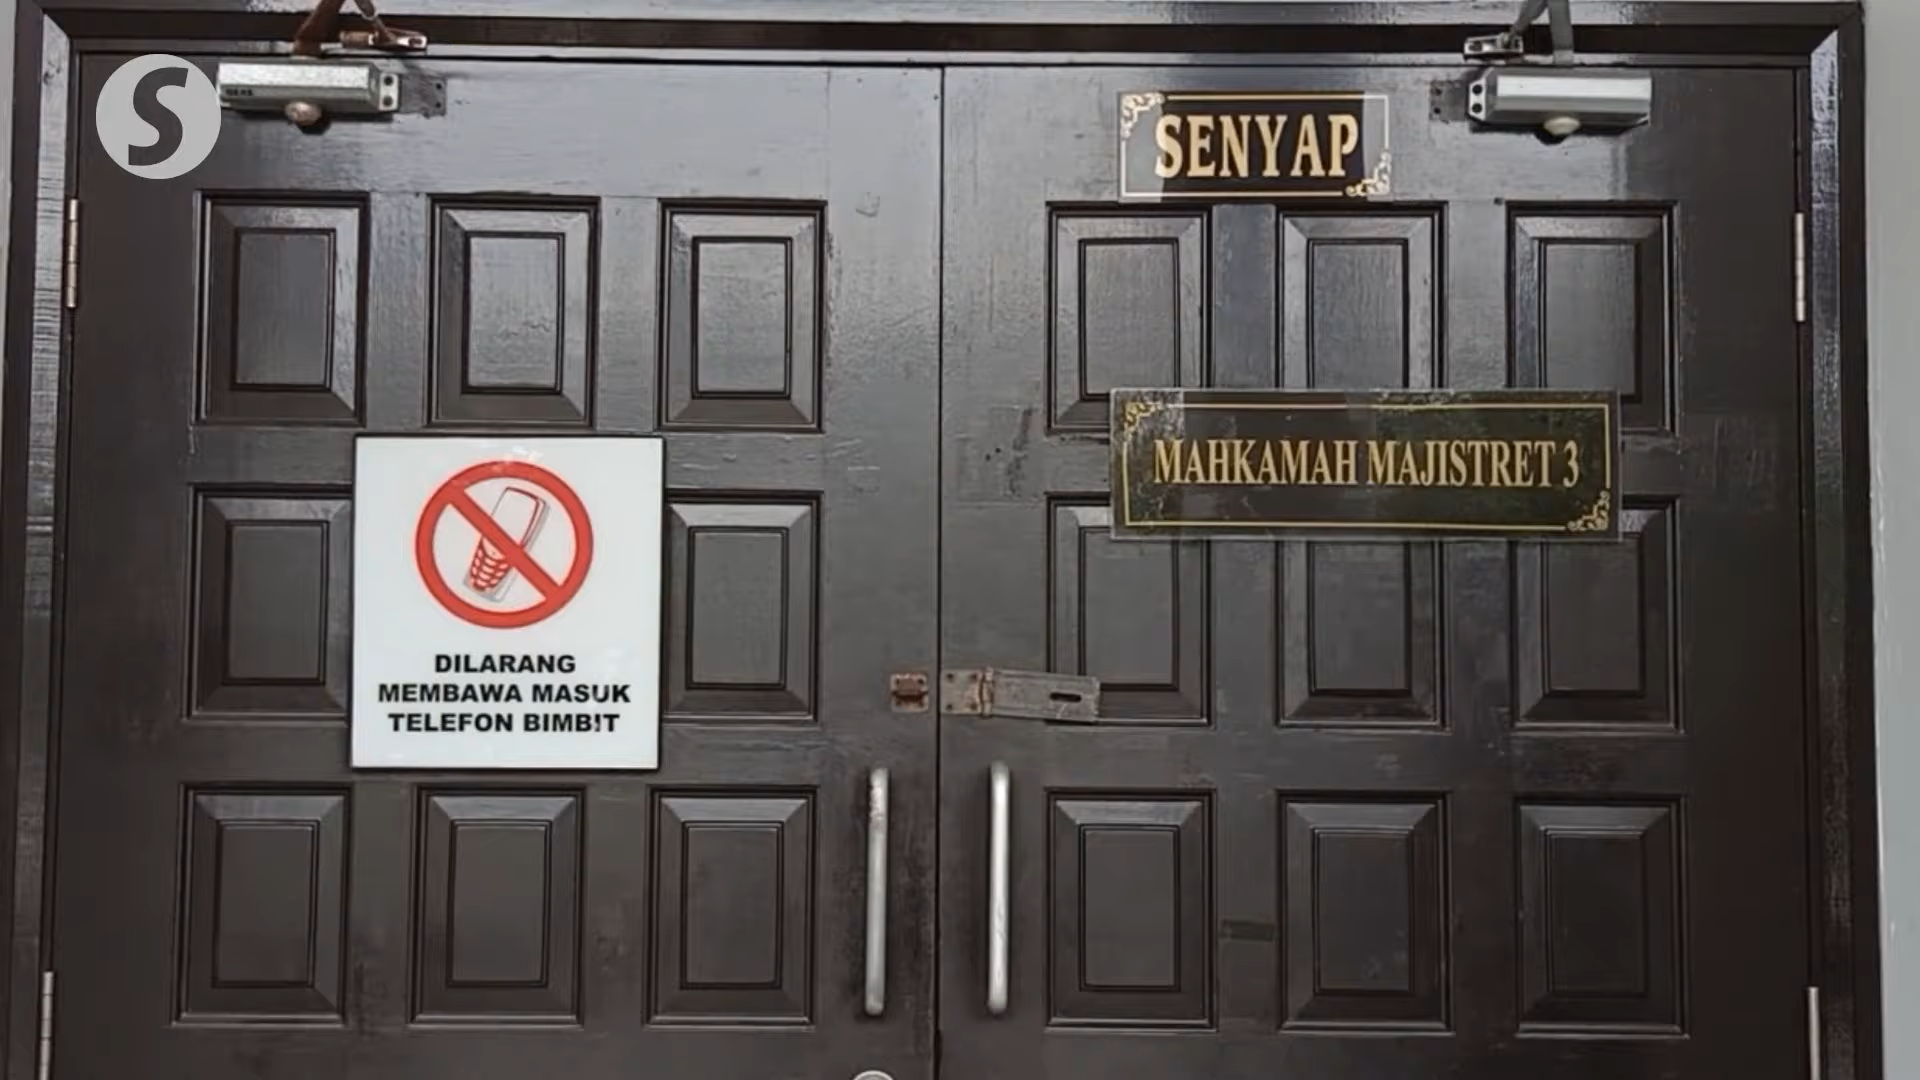 S
SENYAP
MAHKAMAH MAJISTRET 3
DILARANG
MEMBAWA MASUK
TELEFON BIMBIT